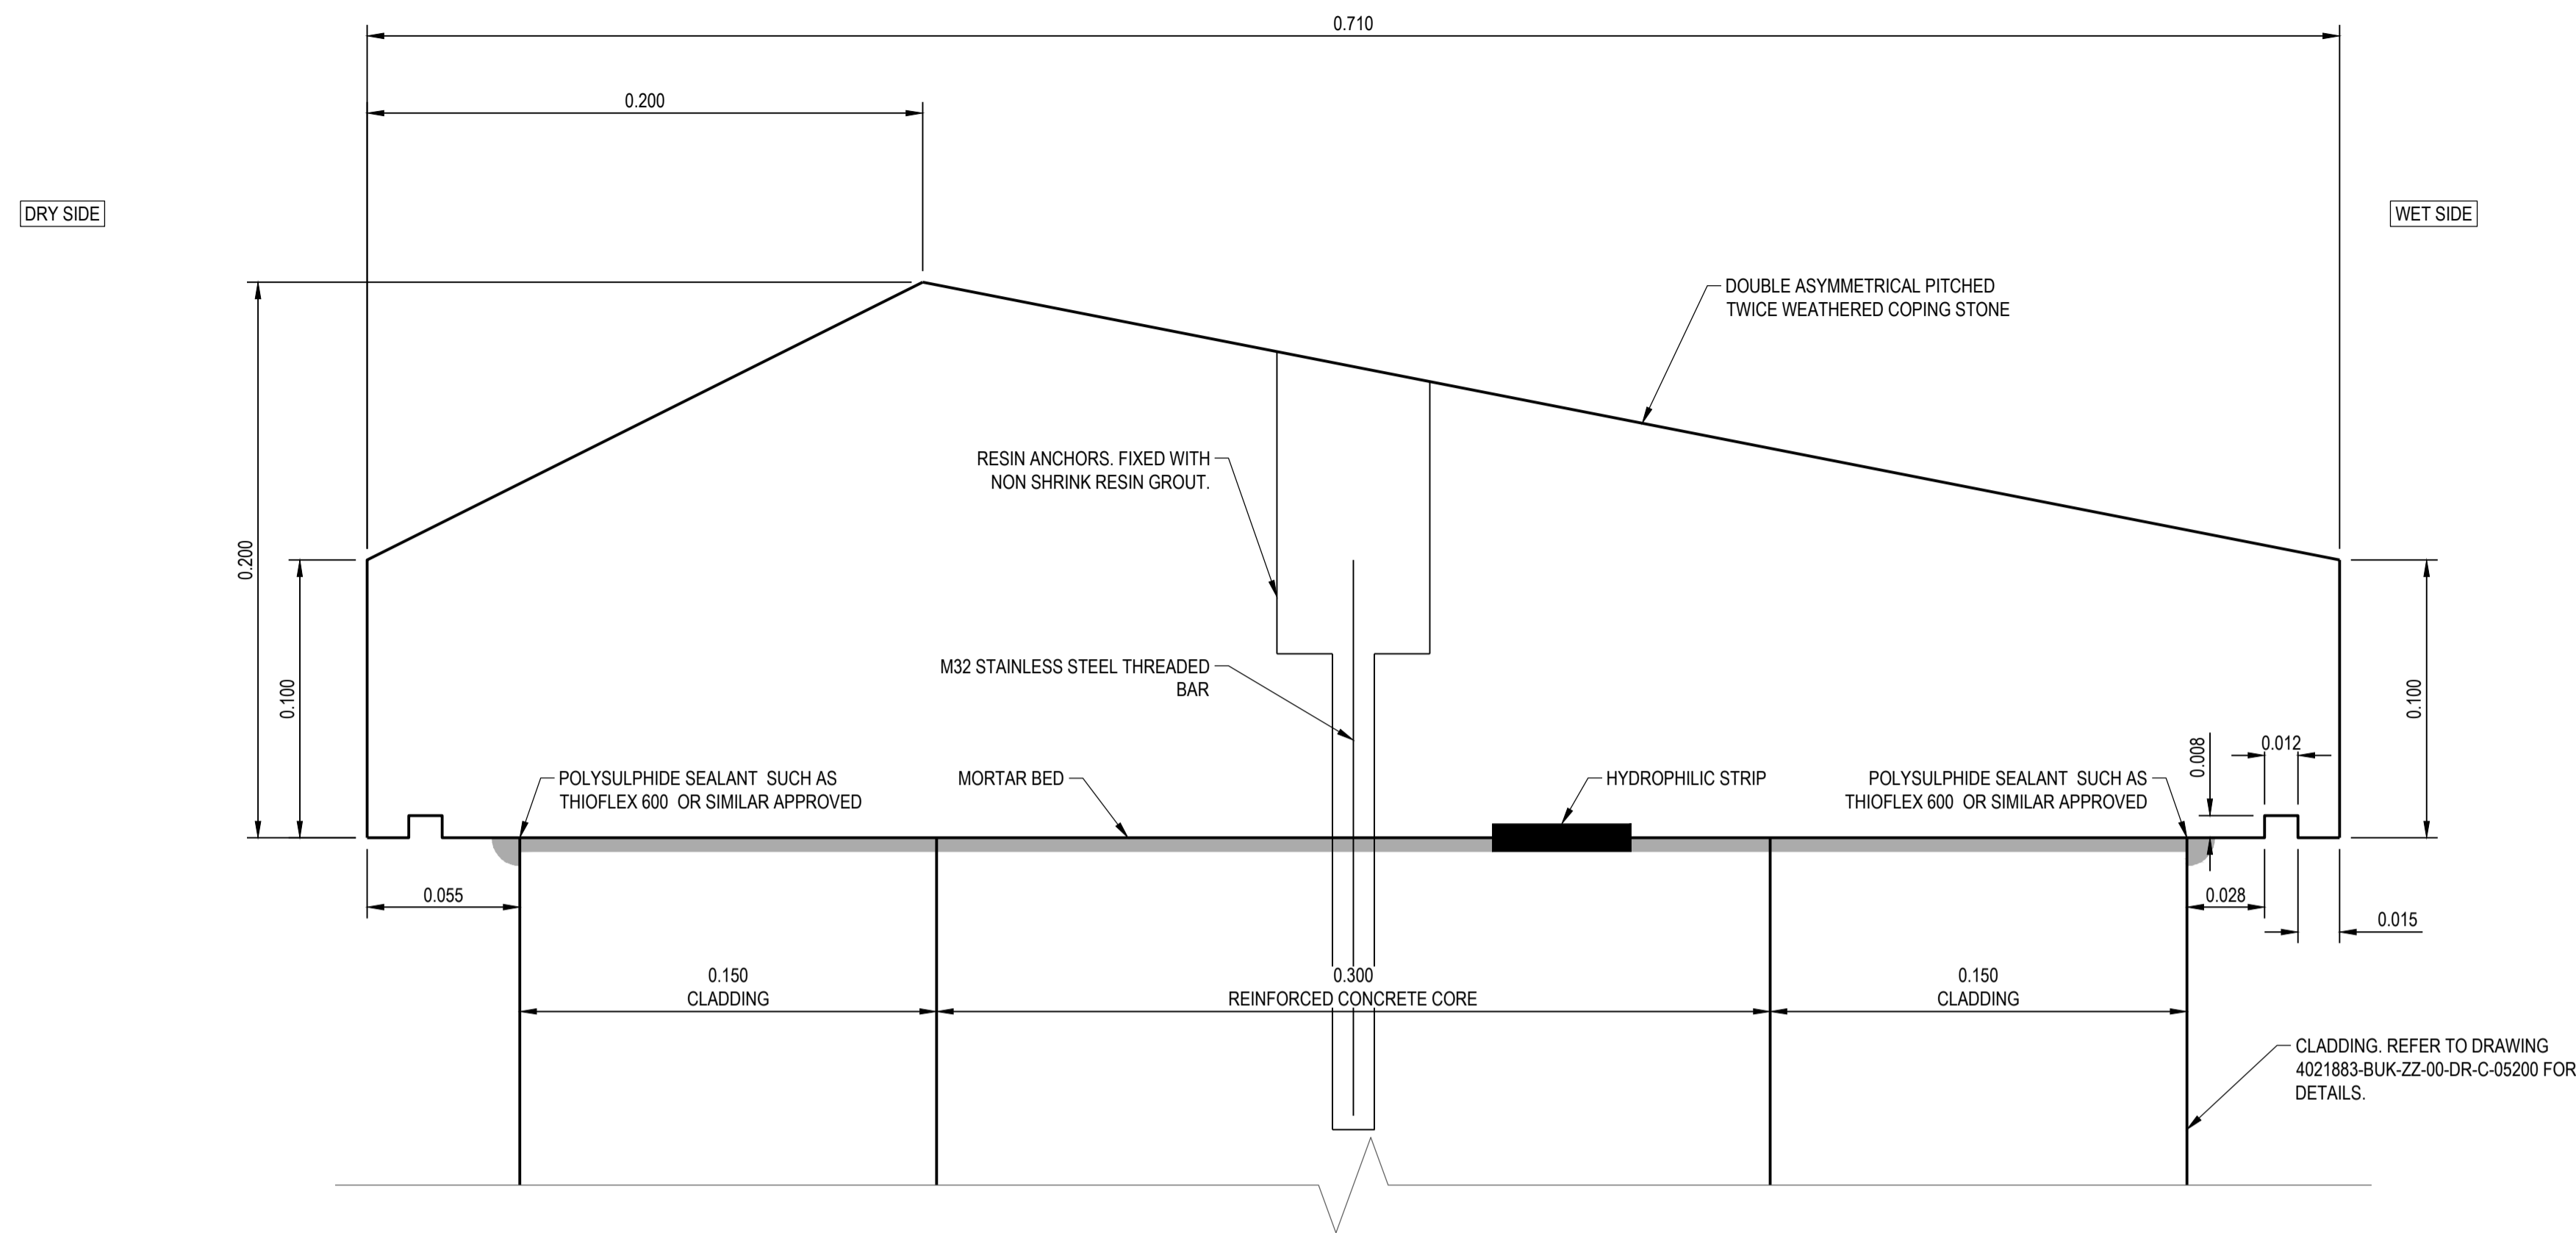 0.710
0.200
DRY SIDE
WET SIDE
DOUBLE ASYMMETRICAL PITCHED
TWICE WEATHERED COPING STONE
RESIN ANCHORS. FIXED WITH
NON SHRINK RESIN GROUT.
0.200
0.100
M32 STAINLESS STEEL THREADED
BAR
0.100
0.008
0.012
POLYSULPHIDE SEALANT SUCH AS
THIOFLEX 600 OR SIMILAR APPROVED
MORTAR BED
HYDROPHILIC STRIP
POLYSULPHIDE SEALANT SUCH AS
THIOFLEX 600 OR SIMILAR APPROVED
0.055
0.028
0.015
0.150
CLADDING
0.300
REINFORCED CONCRETE CORE
0.150
CLADDING
CLADDING. REFER TO DRAWING
4021883-BUK-ZZ-00-DR-C-05200 FOR
DETAILS.